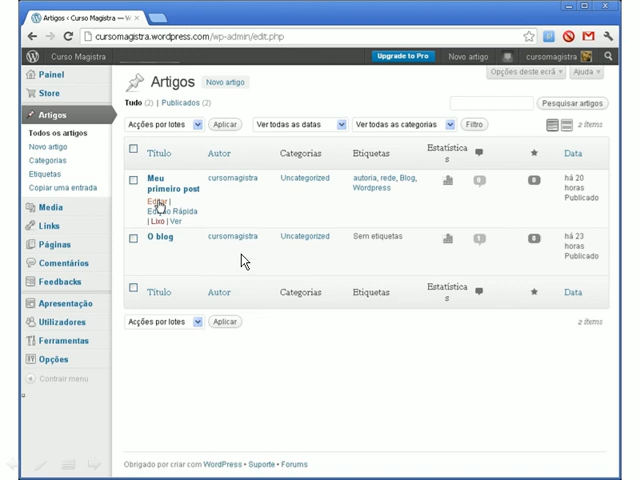 Artigos ‹ Curso Magistra —
cursomagistra.wordpress.com/wp-admin/edit.php
Curso Magistra
Upgrade to Pro
Novo artigo
cursomagistra
Painel
Store
Artigos
Todos os artigos
Novo artigo
Categorias
Etiquetas
Copiar uma entrada
Media
Links
Páginas
Comentários
Feedbacks
Apresentação
Utilizadores
Ferramentas
Opções
Contrair menu
Opções deste ecrã
Ajuda
Artigos
Novo artigo
Tudo (2) | Publicados (2)
Pesquisar artigos
Acções por lotes
Aplicar
Ver todas as datas
Ver todas as categorias
Filtro
2 itens
Título
Autor
Categorias
Etiquetas
Estatística
s
Data
Meu
primeiro post
Editar |
Edição Rápida
| Lixo | Ver
cursomagistra
Uncategorized
autoria, rede, Blog,
Wordpress
0
0
há 20
horas
Publicado
O blog
cursomagistra
Uncategorized
Sem etiquetas
1
0
há 23
horas
Publicado
Título
Autor
Categorias
Etiquetas
Estatística
s
Data
Acções por lotes
Aplicar
2 itens
Obrigado por criar com WordPress • Suporte • Forums